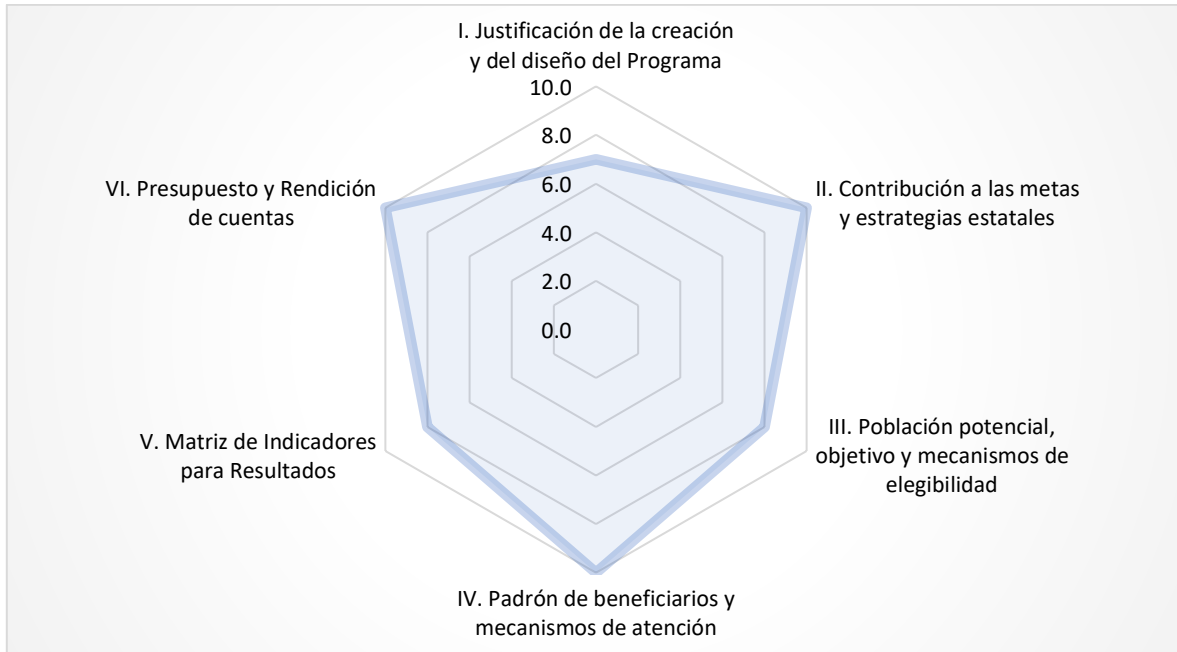 I. Justificación de la creación
y del diseño del Programa
10.0
8.0
6.0
4.0
2.0
0.0
II. Contribución a las metas
y estrategias estatales
III. Población potencial,
objetivo y mecanismos de
elegibilidad
IV. Padrón de beneficiarios y
mecanismos de atención
V. Matriz de Indicadores
para Resultados
VI. Presupuesto y Rendición
de cuentas